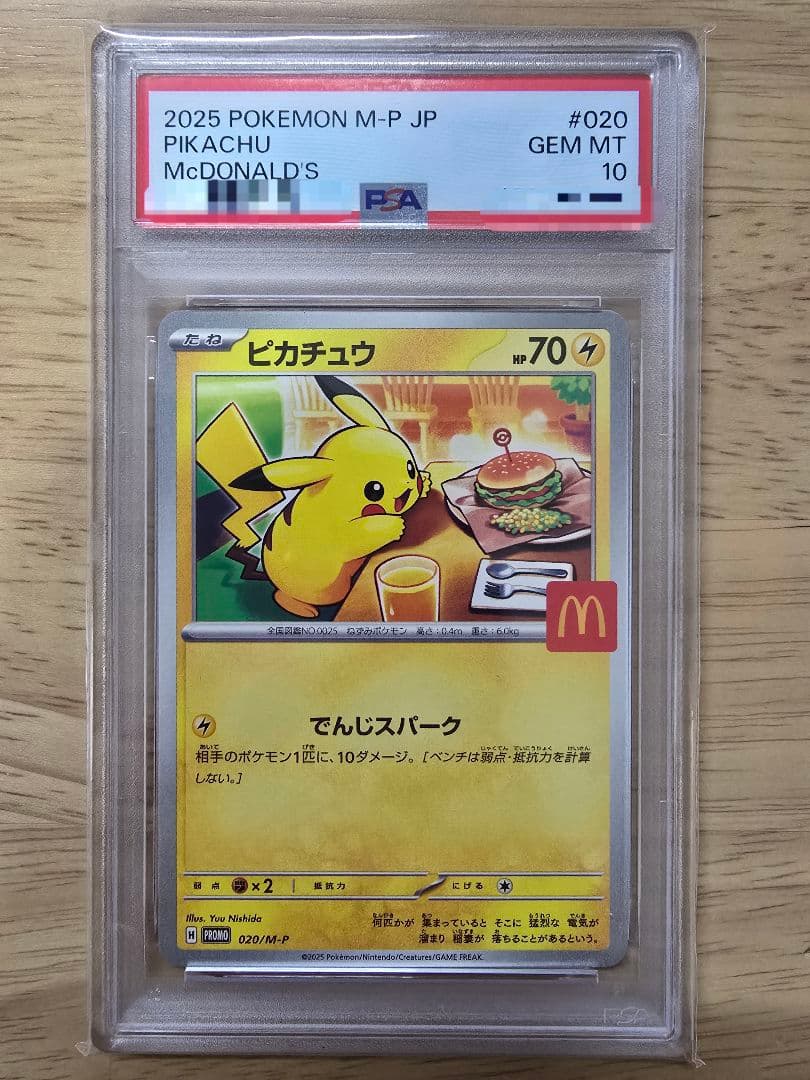 2025 POKEMON M-P JP #020
PIKACHU GEM MT
McDONALD'S 10
PSA
たね ピカチュウ HP70
全国図鑑NO.0025 ねずみポケモン 高さ:0.4m 重さ:6.0kg
M
でんじスパーク
相手のポケモン1匹に、10ダメージ。[ベンチは弱点・抵抗力を計算
しない。]
弱点 ×2 抵抗力 にげる
Illus. Yuu Nishida
何匹かが 集まっていると そこに 猛烈な 電気が
溜まり 稲妻が 落ちることがあるという。
H PROMO 020/M-P
©2025 Pokémon/Nintendo/Creatures/GAME FREAK.
PSA